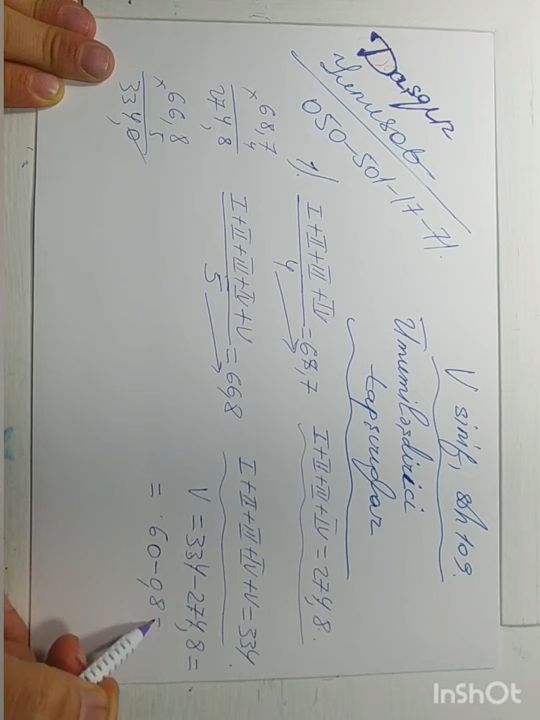 V sinif, səh 109.
Ümumiləşdirici
tapşırıqlar
050-501-17-71.
1). I+II+III+IV
4
=68,7
I+II+III+IV=274,8.
I+II+III+IV+V
5
=66,8
I+II+III+IV+V=334.
V=334-274,8=
=60-98=
68,7
× 4
274,8
66,8
× 5
334,0
InShOt